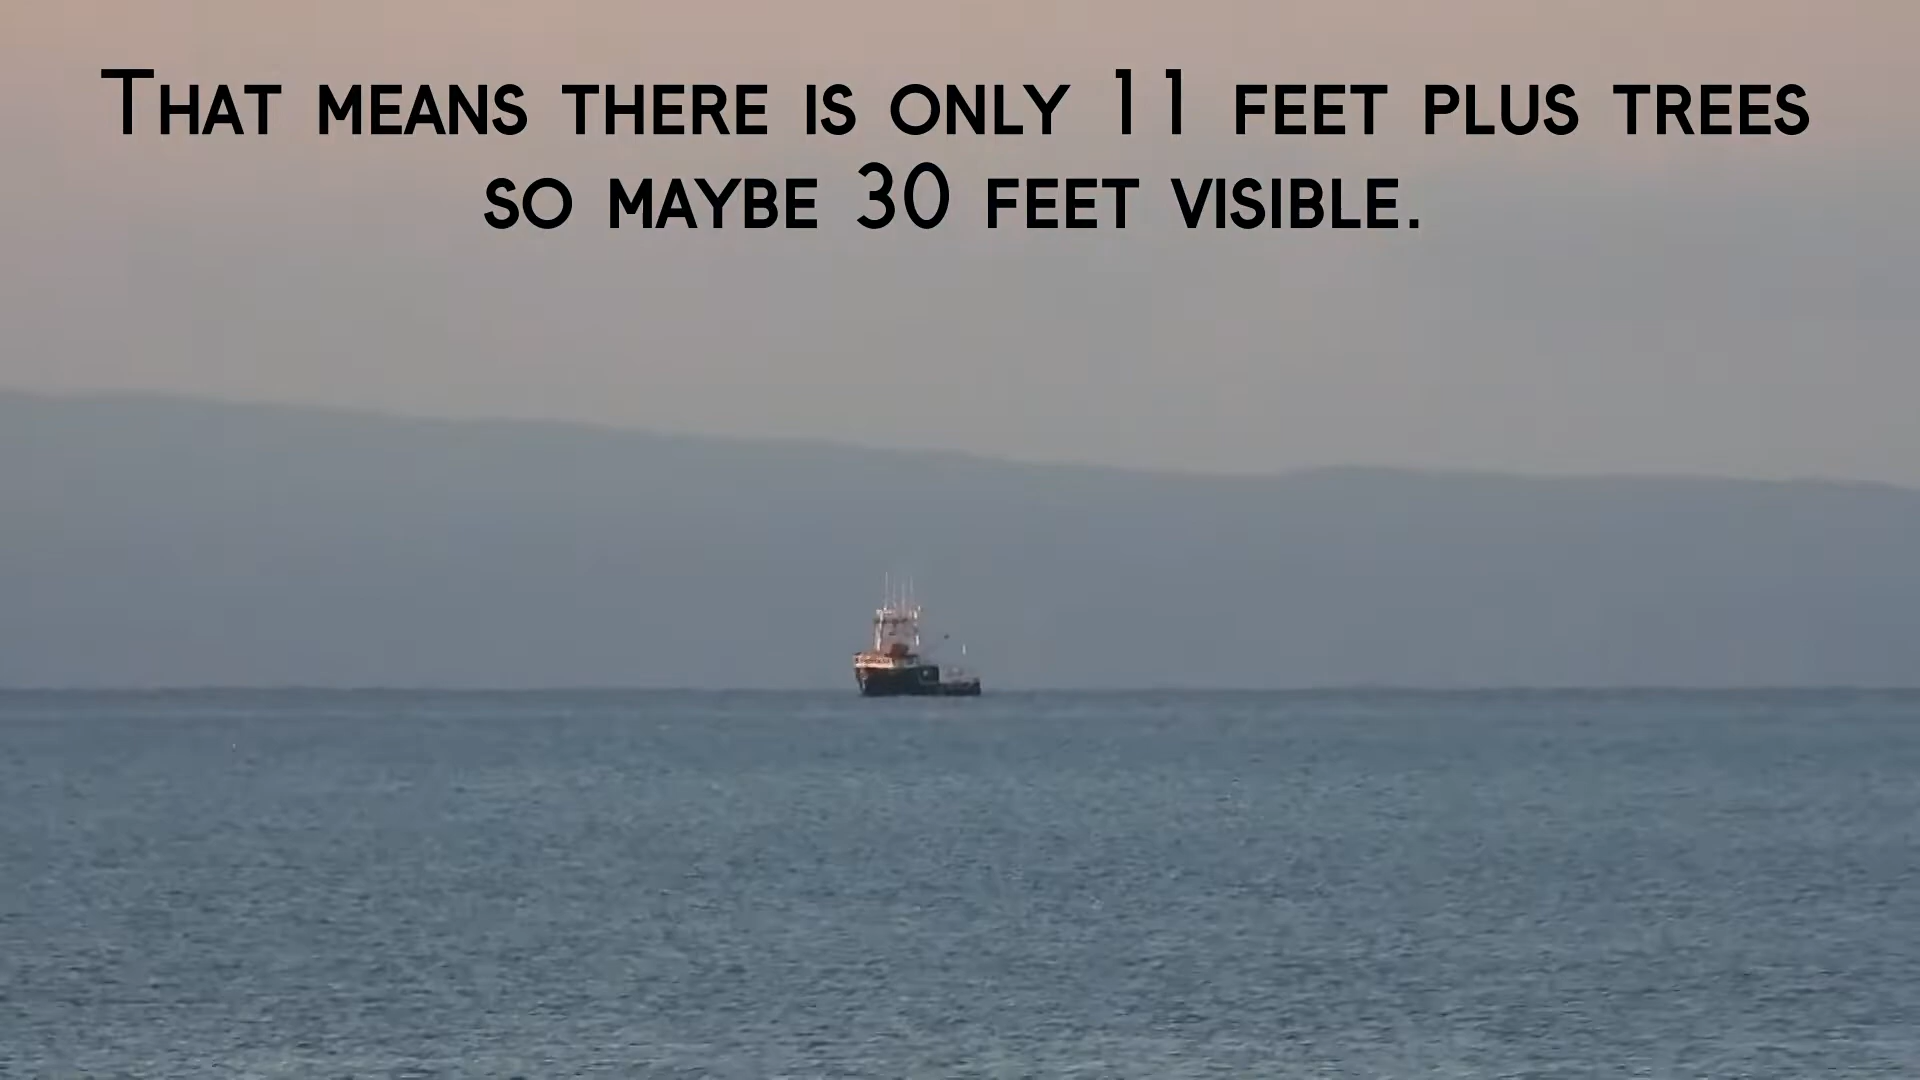 That means there is only 11 feet plus trees
so maybe 30 feet visible.